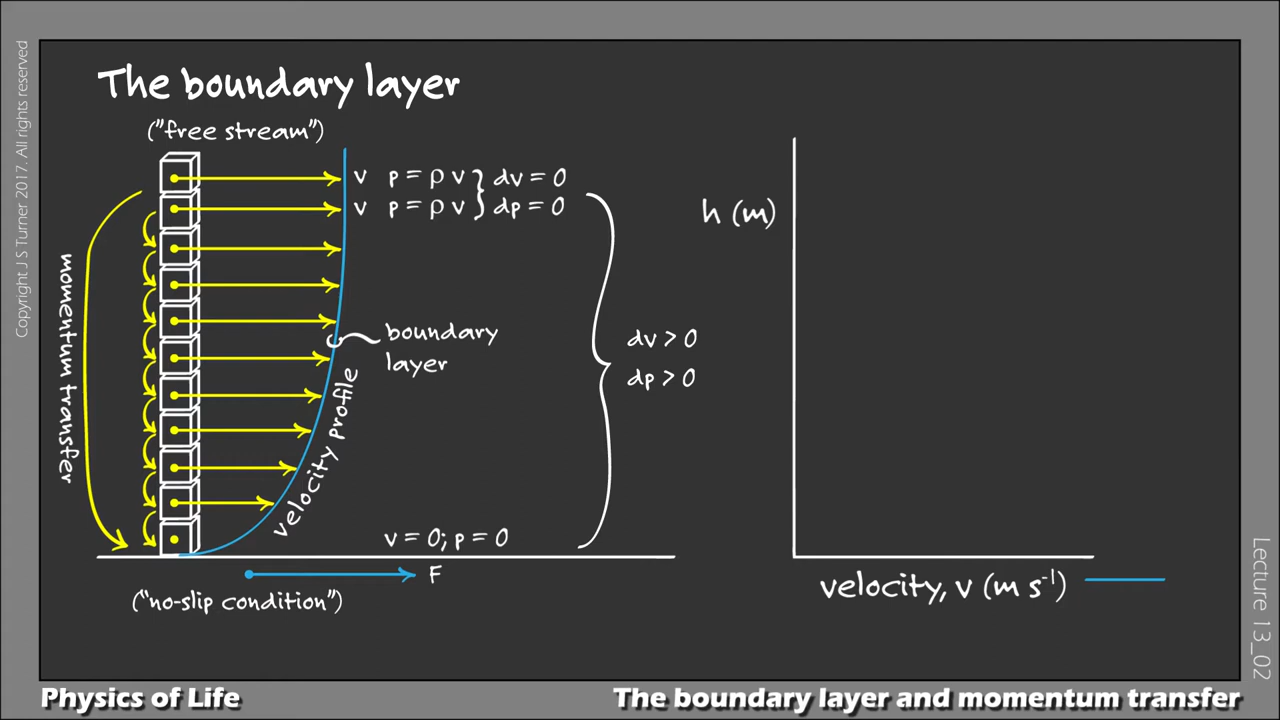 The boundary layer
("free stream")
v p = ρ v } dv = 0
v p = ρ v } dp = 0
h (m)
momentum transfer
boundary
layer
dv > 0
dp > 0
velocity profile
v = 0; p = 0
F
("no-slip condition")
velocity, v (m s⁻¹)
Copyright J S Turner 2017. All rights reserved
Lecture 13_02
Physics of Life
The boundary layer and momentum transfer